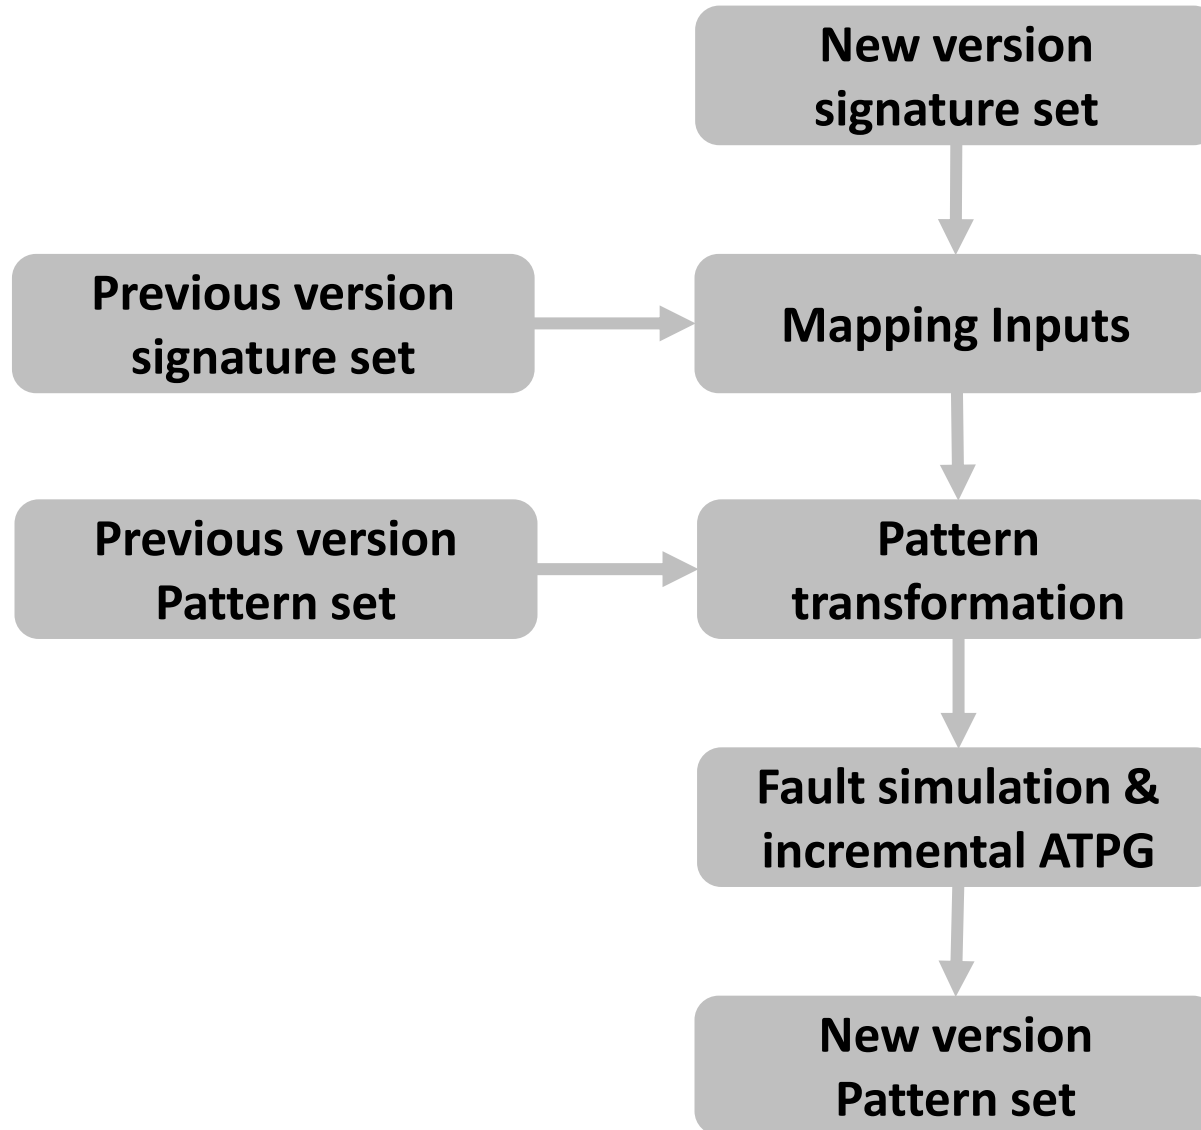 New version
signature set
Previous version
signature set
Mapping Inputs
Previous version
Pattern set
Pattern
transformation
Fault simulation &
incremental ATPG
New version
Pattern set